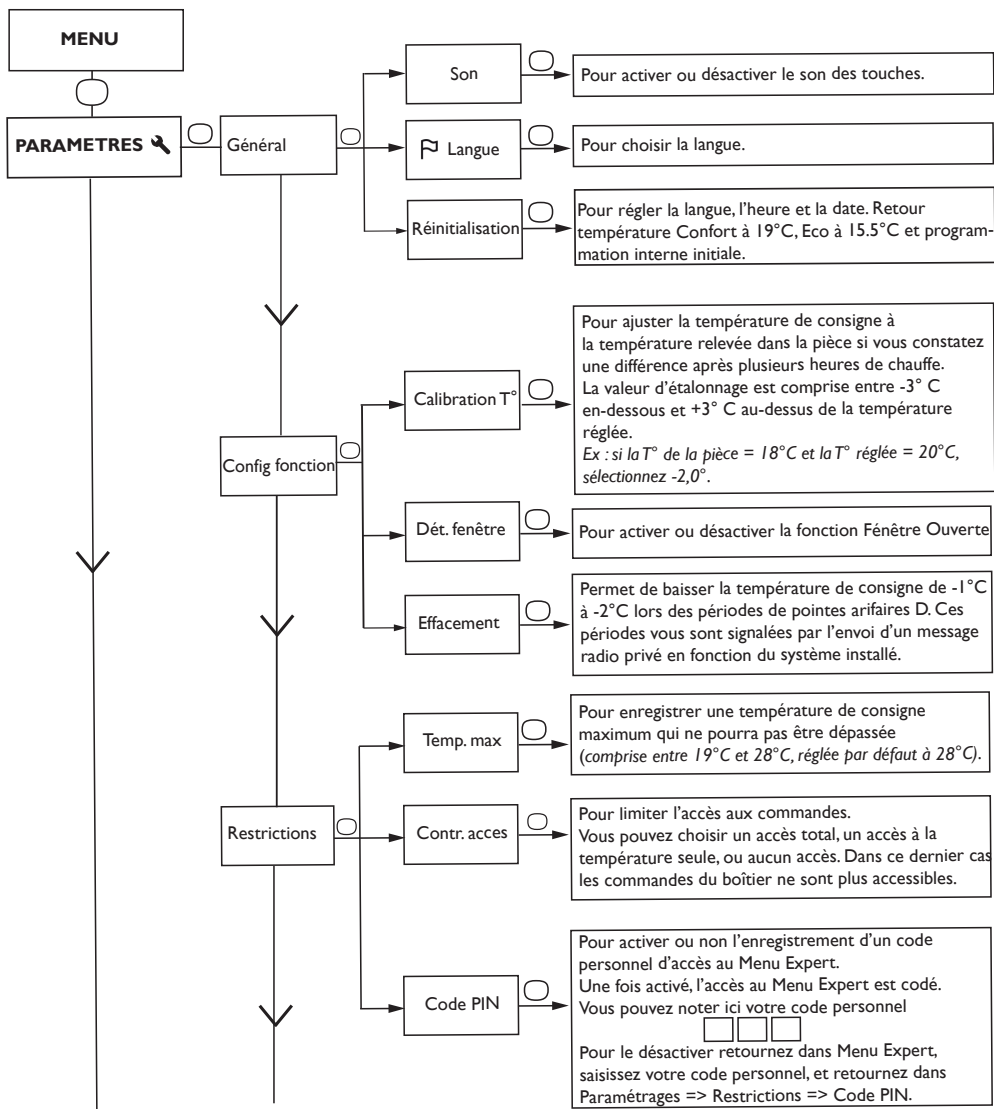 MENU
PARAMETRES
Général
Son
Pour activer ou désactiver le son des touches.
Langue
Pour choisir la langue.
Réinitialisation
Pour régler la langue, l'heure et la date. Retour
température Confort à 19°C, Eco à 15.5°C et program-
mation interne initiale.
Config fonction
Calibration T°
Pour ajuster la température de consigne à
la température relevée dans la pièce si vous constatez
une différence après plusieurs heures de chauffe.
La valeur d'étalonnage est comprise entre -3° C
en-dessous et +3° C au-dessus de la température
réglée.
Ex : si la T° de la pièce = 18°C et la T° réglée = 20°C,
sélectionnez -2,0°.
Dét. fenêtre
Pour activer ou désactiver la fonction Fénêtre Ouverte
Effacement
Permet de baisser la température de consigne de -1°C
à -2°C lors des périodes de pointes arifaires D. Ces
périodes vous sont signalées par l'envoi d'un message
radio privé en fonction du système installé.
Restrictions
Temp. max
Pour enregistrer une température de consigne
maximum qui ne pourra pas être dépassée
(comprise entre 19°C et 28°C, réglée par défaut à 28°C).
Contr. acces
Pour limiter l'accès aux commandes.
Vous pouvez choisir un accès total, un accès à la
température seule, ou aucun accès. Dans ce dernier cas
les commandes du boîtier ne sont plus accessibles.
Code PIN
Pour activer ou non l'enregistrement d'un code
personnel d'accès au Menu Expert.
Une fois activé, l'accès au Menu Expert est codé.
Vous pouvez noter ici votre code personnel
Pour le désactiver retournez dans Menu Expert,
saisissez votre code personnel, et retournez dans
Paramétrages => Restrictions => Code PIN.